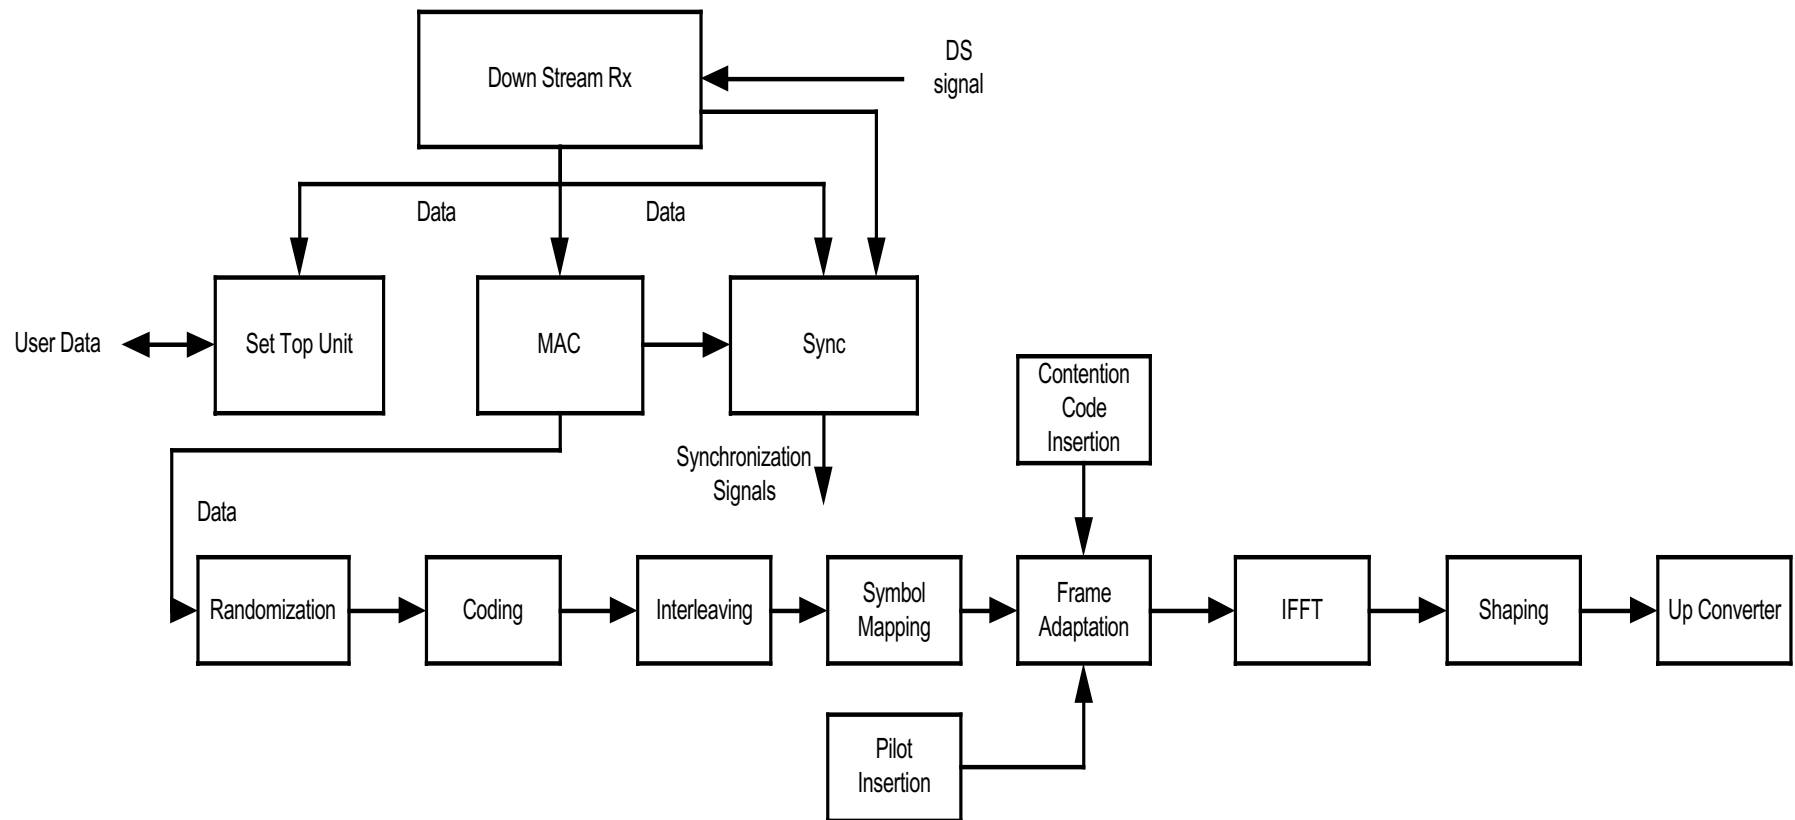 Down Stream Rx
DS
signal
Data
Data
User Data
Set Top Unit
MAC
Sync
Contention
Code
Insertion
Synchronization
Signals
Data
Randomization
Coding
Interleaving
Symbol
Mapping
Frame
Adaptation
IFFT
Shaping
Up Converter
Pilot
Insertion